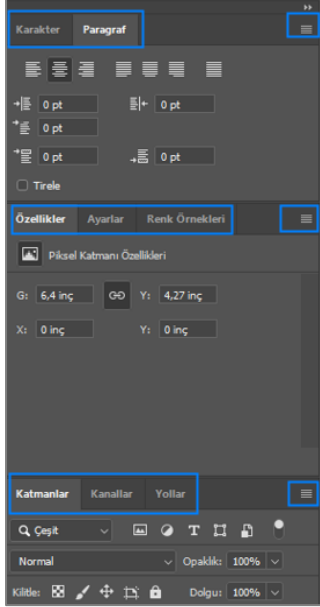 Karakter Paragraf
0 pt 0 pt
0 pt
0 pt 0 pt
Tirele
Özellikler Ayarlar Renk Örnekleri
Piksel Katmanı Özellikleri
G: 6,4 inç Y: 4,27 inç
X: 0 inç Y: 0 inç
Katmanlar Kanallar Yollar
Çeşit T
Normal Opaklık: 100%
Kilitle: Dolgu: 100%